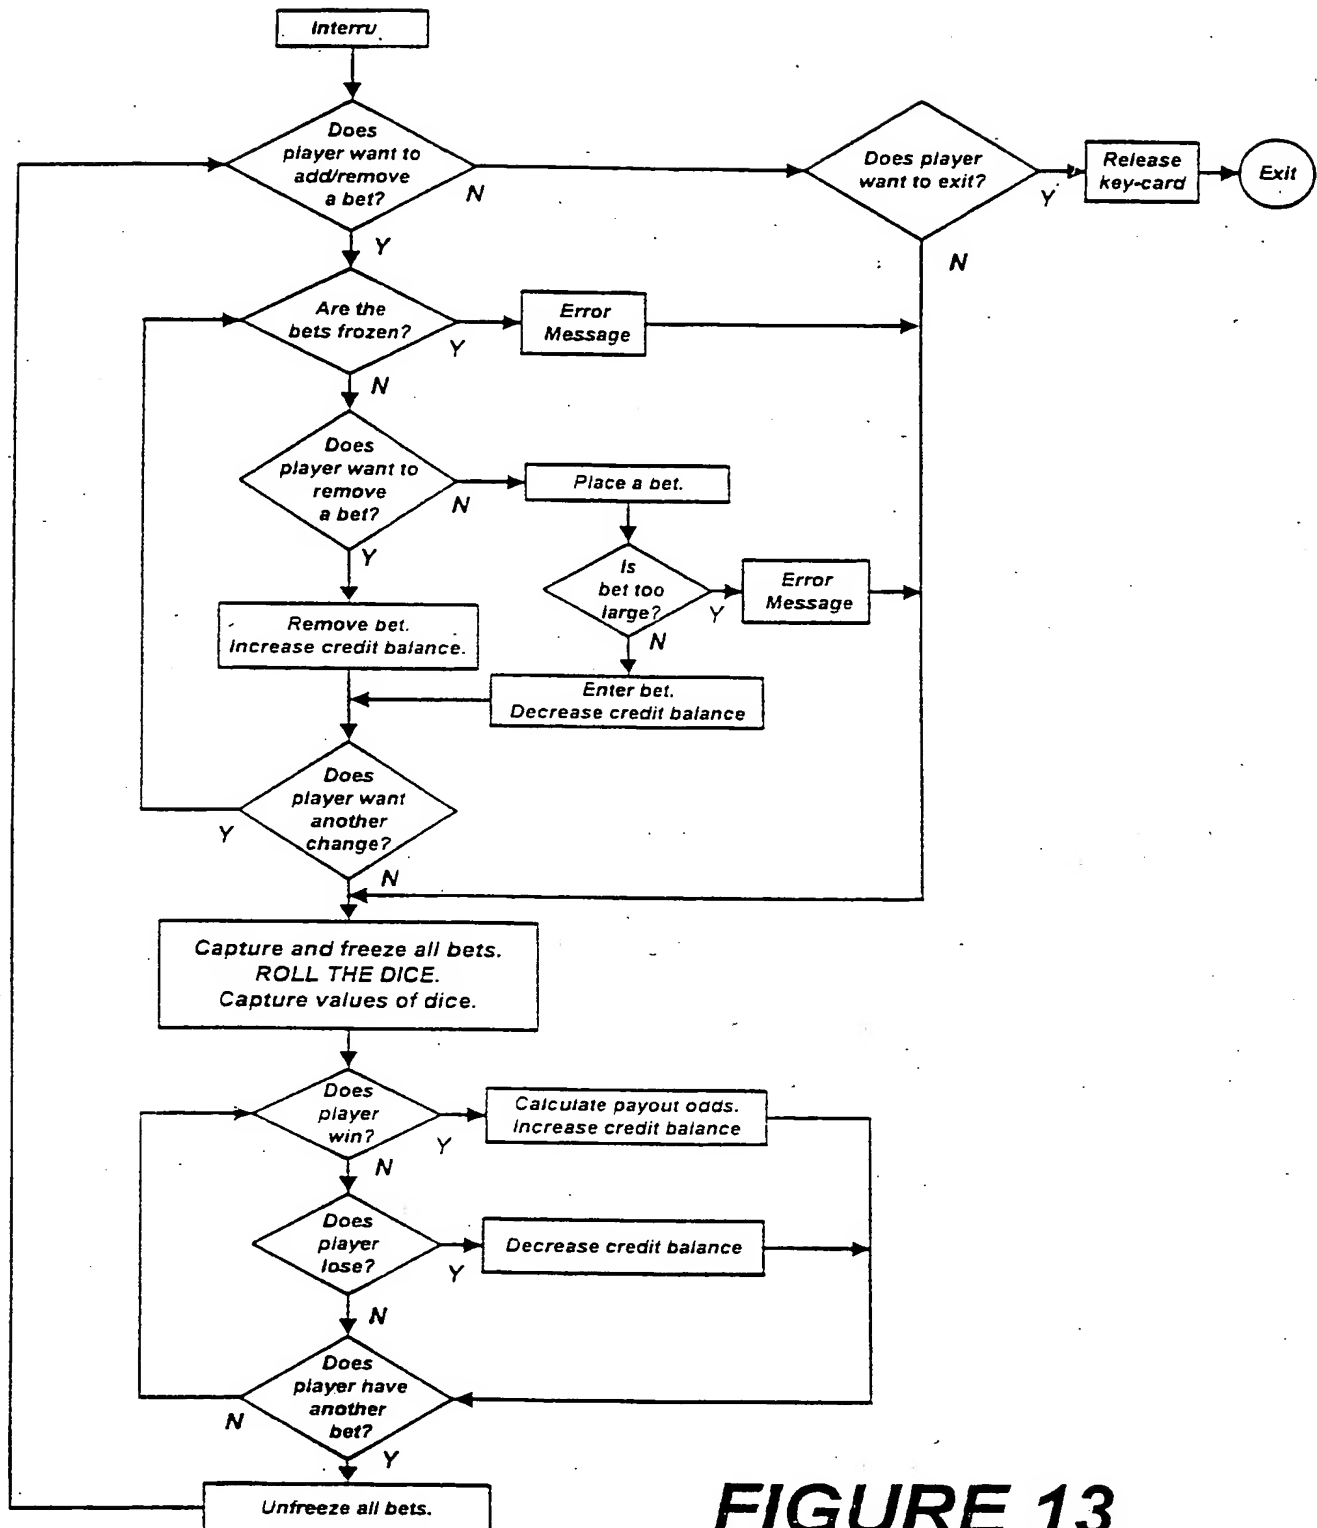 Interru
Does
player want to
add/remove
a bet?
N
Y
Does player
want to exit?
Y
N
Release
key-card
Exit
Are the
bets frozen?
Y
N
Error
Message
Does
player want to
remove
a bet?
N
Y
Place a bet.
Is
bet too
large?
Y
N
Error
Message
Remove bet.
Increase credit balance.
Enter bet.
Decrease credit balance
Does
player want
another
change?
Y
N
Capture and freeze all bets.
ROLL THE DICE.
Capture values of dice.
Does
player
win?
Y
N
Calculate payout odds.
Increase credit balance
Does
player
lose?
Y
N
Decrease credit balance
Does
player have
another
bet?
N
Y
Unfreeze all bets.
FIGURE 13